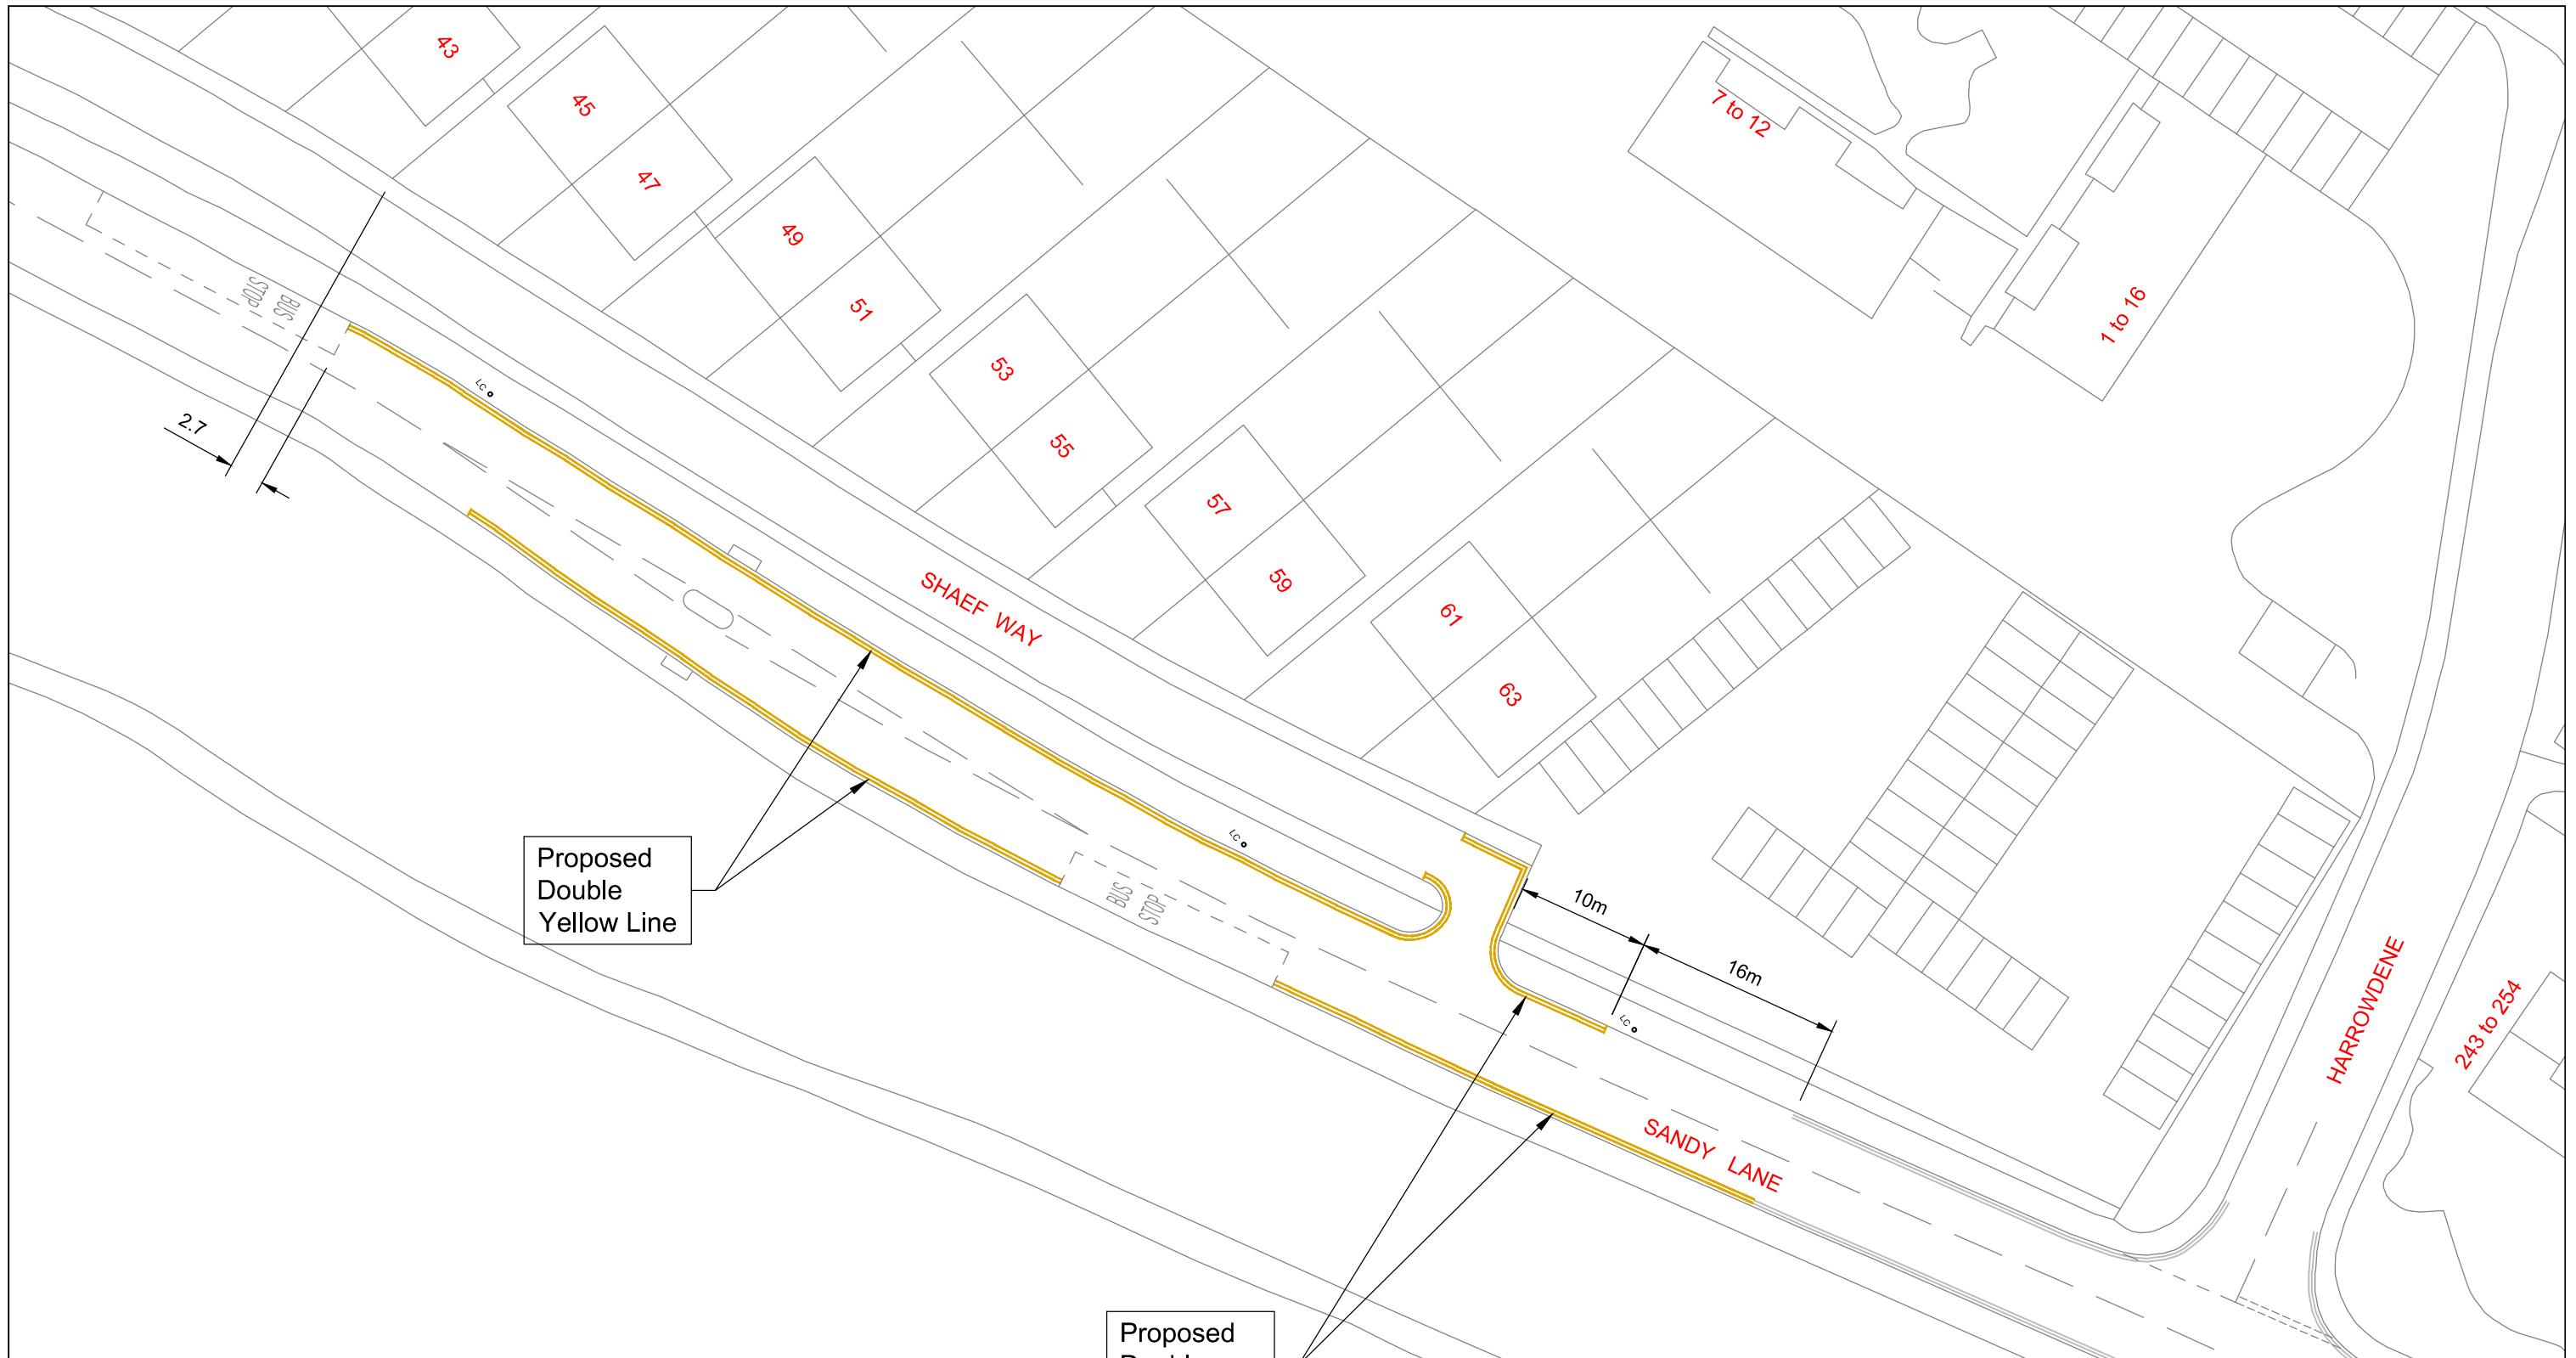 43
45
47
49
51
53
55
57
59
61
63
7 to 12
1 to 16
BUS
STOP
2.7
LC
SHAEF WAY
Proposed
Double
Yellow Line
LC
BUS
STOP
10m
16m
LC
SANDY LANE
HARROWDENE
243 to 254
Proposed